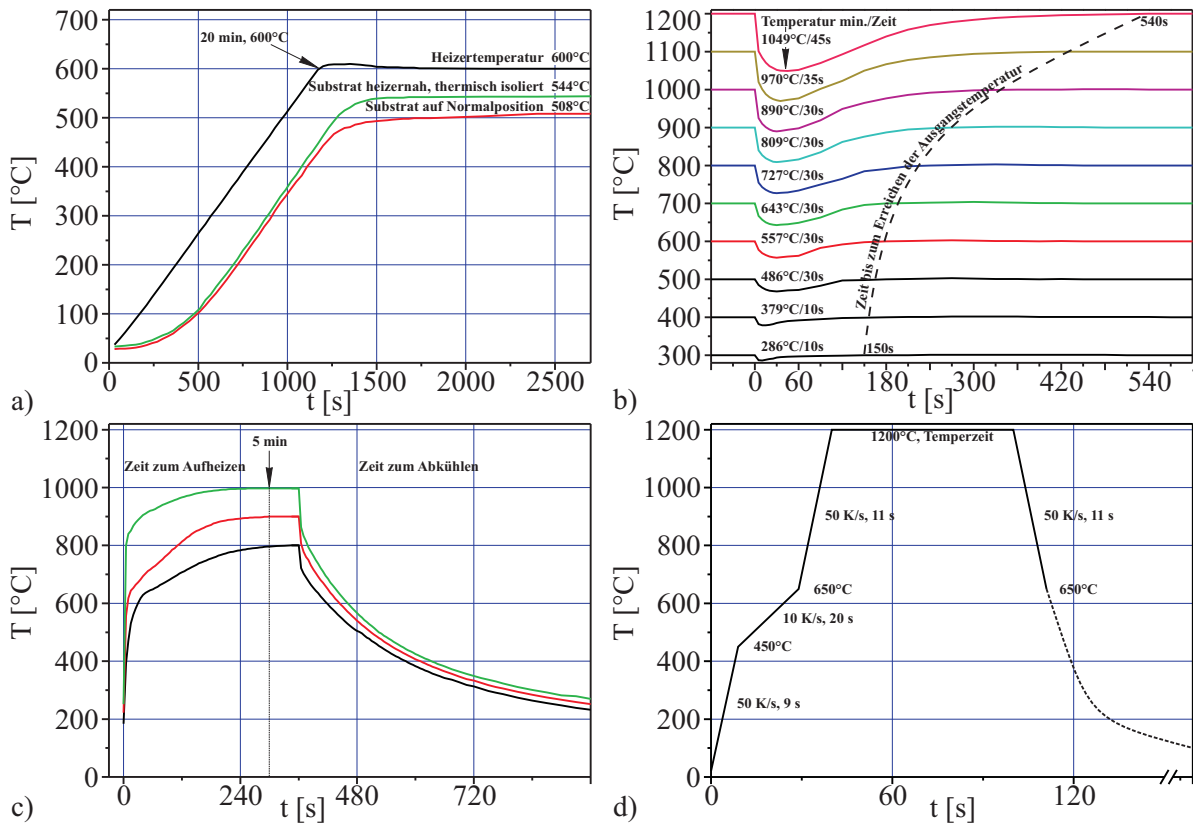 700
600
500
400
300
200
100
0
T [°C]
20 min, 600°C
Heizertemperatur 600°C
Substrat heizernah, thermisch isoliert 544°C
Substrat auf Normalposition 508°C
0 500 1000 1500 2000 2500
t [s]
a)
1200
1100
1000
900
800
700
600
500
400
300
T [°C]
Temperatur min./Zeit
1049°C/45s
970°C/35s
890°C/30s
809°C/30s
727°C/30s
643°C/30s
557°C/30s
486°C/30s
379°C/10s
286°C/10s
540s
Zeit bis zum Erreichen der Ausgangstemperatur
150s
0 60 180 300 420 540
t [s]
b)
1200
1000
800
600
400
200
0
T [°C]
5 min
Zeit zum Aufheizen
Zeit zum Abkühlen
0 240 480 720
t [s]
c)
1200
1000
800
600
400
200
0
T [°C]
1200°C, Temperzeit
50 K/s, 11 s
50 K/s, 11 s
650°C
650°C
10 K/s, 20 s
450°C
50 K/s, 9 s
0 60 120
t [s]
d)